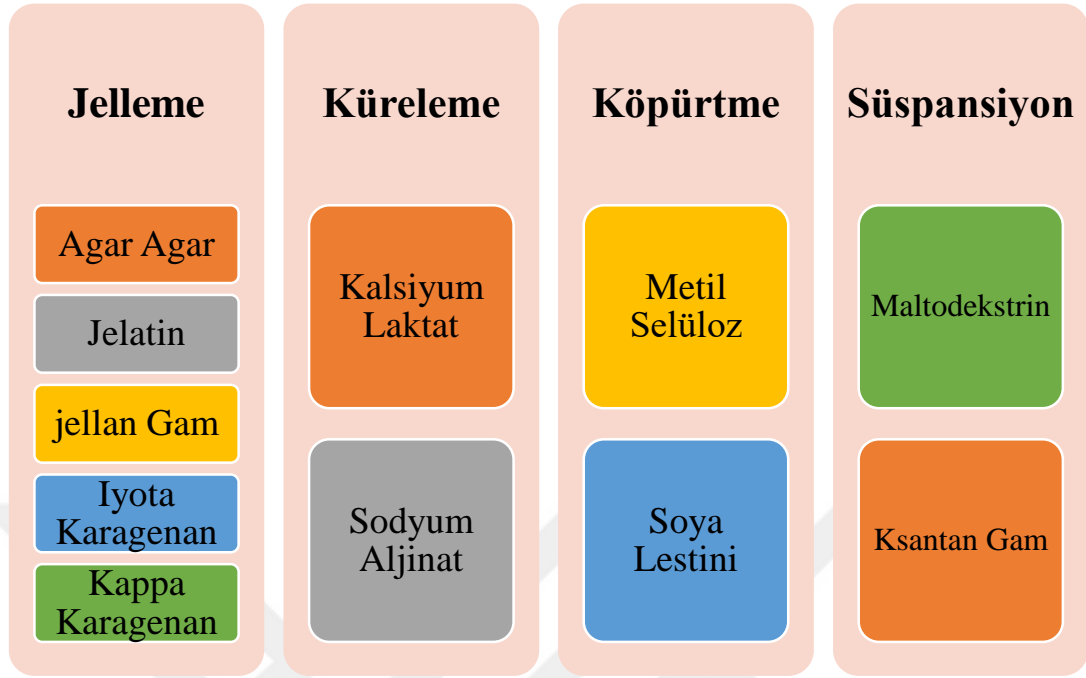 Jelleme
Agar Agar
Jelatin
jellan Gam
Iyota
Karagenan
Kappa
Karagenan
Küreleme
Kalsiyum
Laktat
Sodyum
Aljinat
Köpürtme
Metil
Selüloz
Soya
Lestini
Süspansiyon
Maltodekstrin
Ksantan Gam